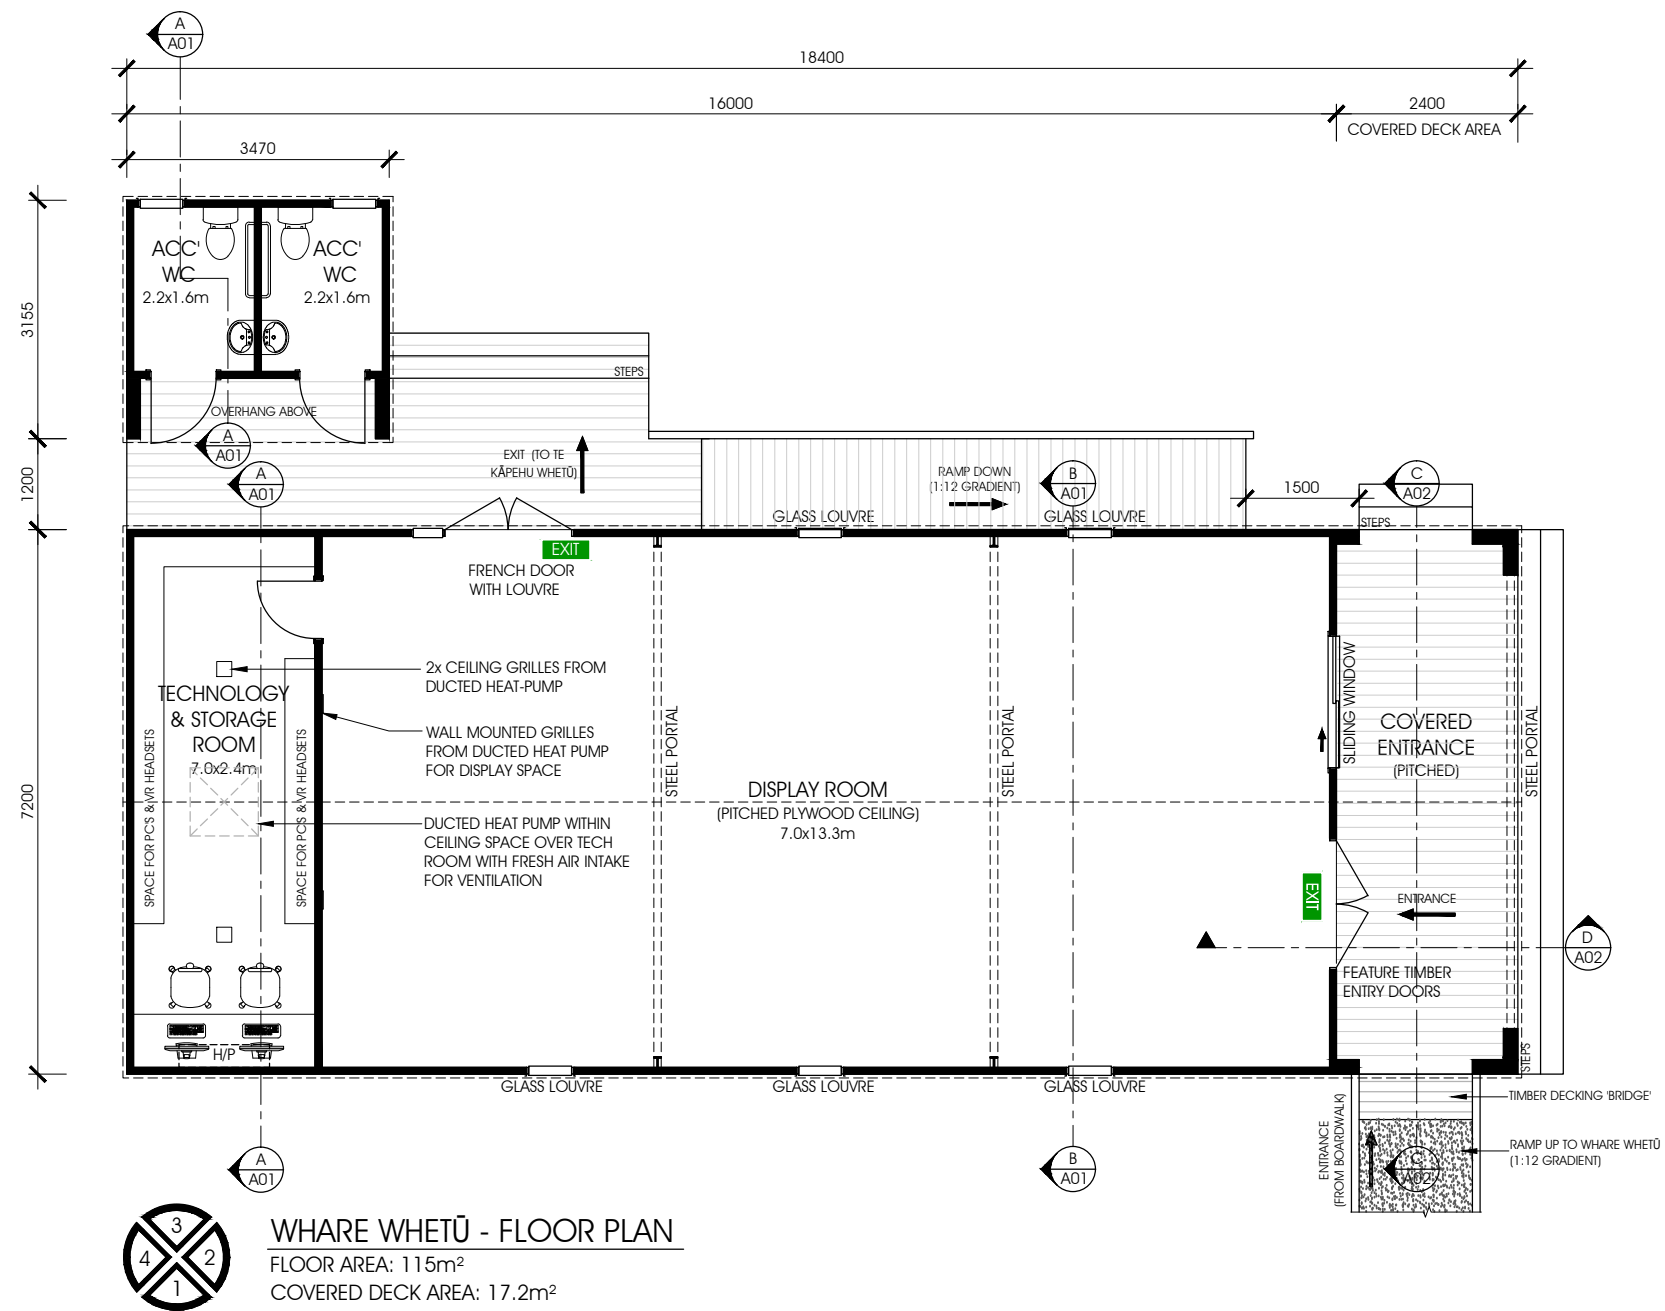 A
A01
18400
16000
2400
COVERED DECK AREA
3470
3155
1200
7200
ACC'
WC
2.2x1.6m
ACC'
WC
2.2x1.6m
OVERHANG ABOVE
STEPS
A
A01
A
A01
EXIT (TO TE
KĀPEHU WHETŪ)
RAMP DOWN
(1:12 GRADIENT)
B
A01
1500
C
A02
STEPS
GLASS LOUVRE
GLASS LOUVRE
EXIT
FRENCH DOOR
WITH LOUVRE
2x CEILING GRILLES FROM
DUCTED HEAT-PUMP
TECHNOLOGY
& STORAGE
ROOM
7.0x2.4m
SPACE FOR PC'S & VR HEADSETS
SPACE FOR PC'S & VR HEADSETS
WALL MOUNTED GRILLES
FROM DUCTED HEAT PUMP
FOR DISPLAY SPACE
DUCTED HEAT PUMP WITHIN
CEILING SPACE OVER TECH
ROOM WITH FRESH AIR INTAKE
FOR VENTILATION
STEEL PORTAL
DISPLAY ROOM
(PITCHED PLYWOOD CEILING)
7.0x13.3m
STEEL PORTAL
SLIDING WINDOW
COVERED
ENTRANCE
(PITCHED)
STEEL PORTAL
EXIT
ENTRANCE
D
A02
FEATURE TIMBER
ENTRY DOORS
H/P
STEPS
GLASS LOUVRE
GLASS LOUVRE
GLASS LOUVRE
TIMBER DECKING 'BRIDGE'
ENTRANCE
(FROM BOARDWALK)
RAMP UP TO WHARE WHETŪ
(1:12 GRADIENT)
A
A01
B
A01
C
A02
3
4
2
1
WHARE WHETŪ - FLOOR PLAN
FLOOR AREA: 115m²
COVERED DECK AREA: 17.2m²